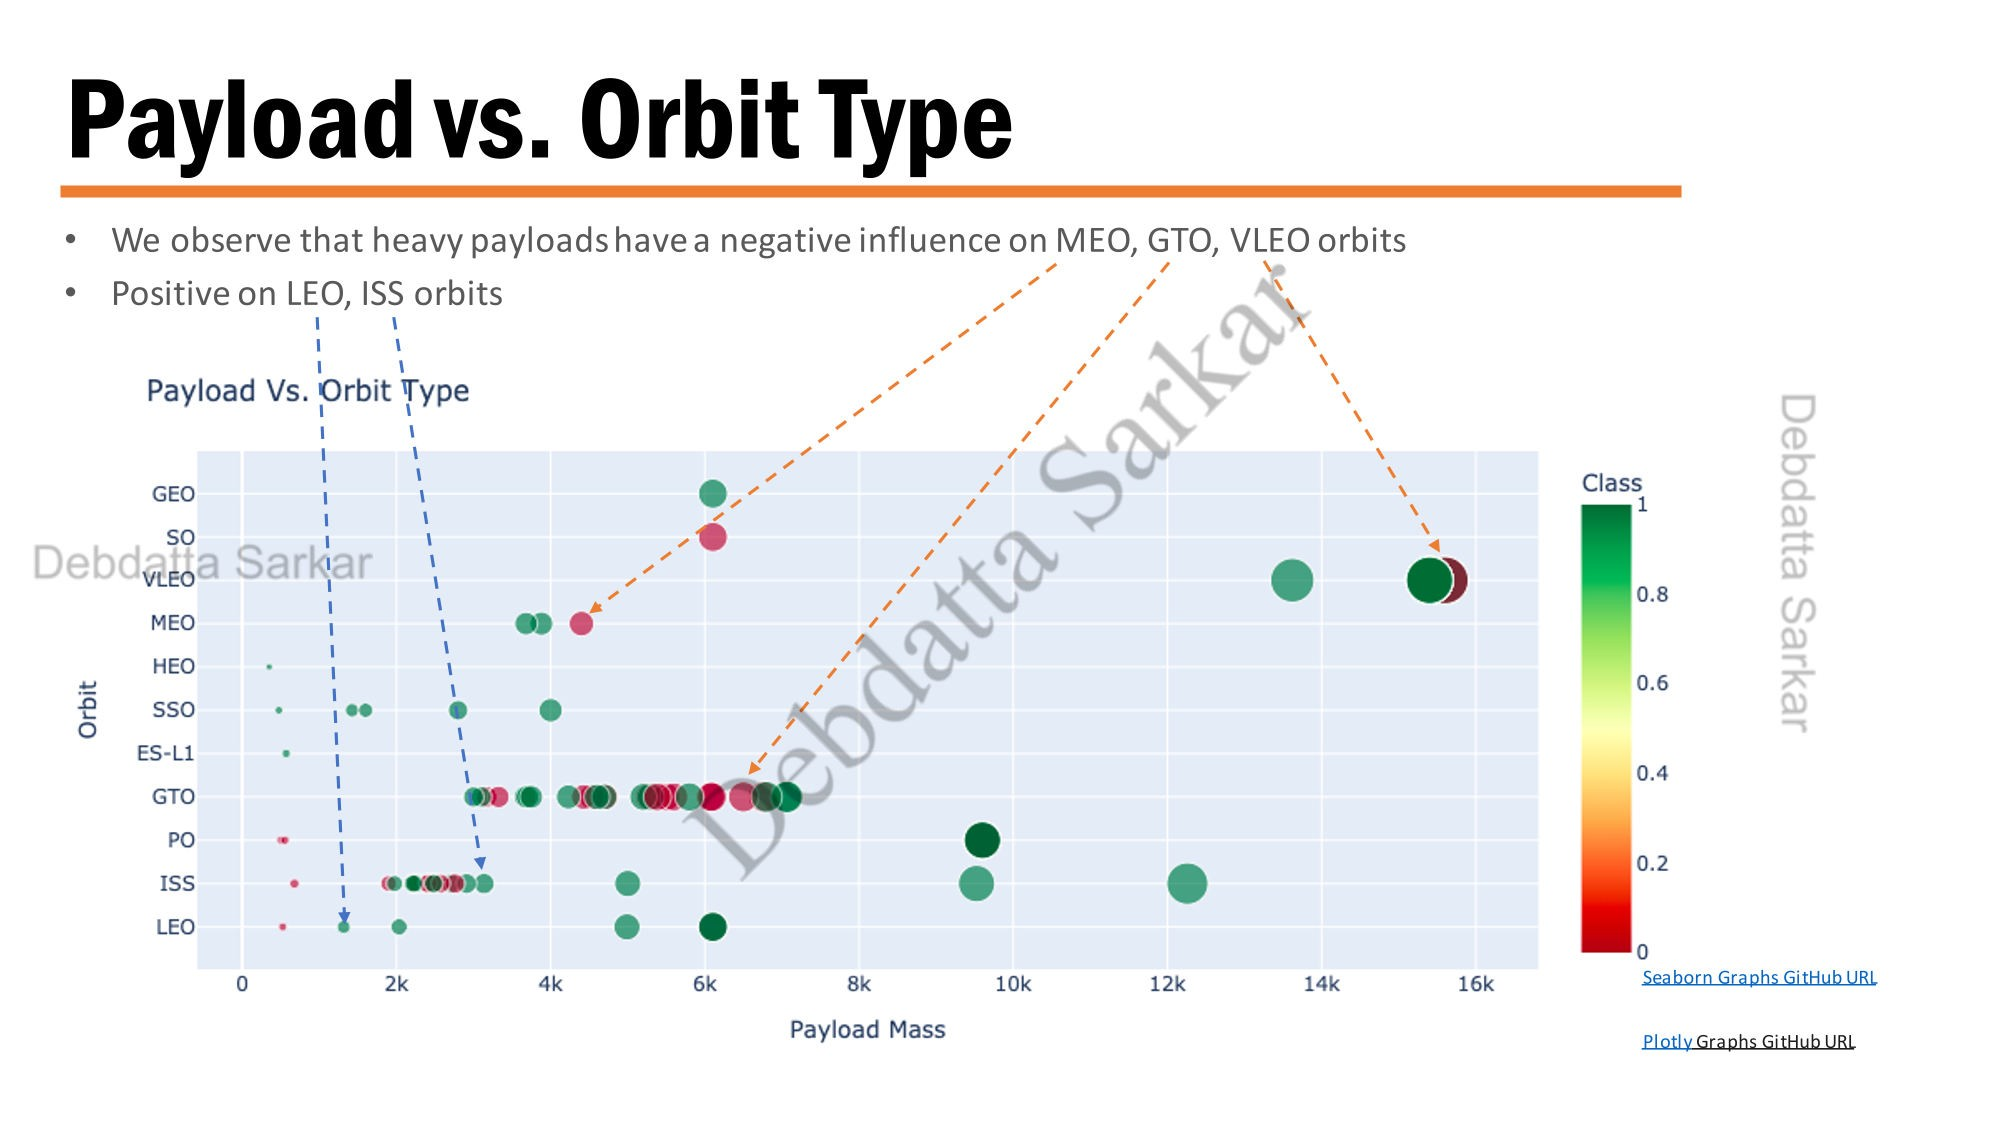 Payload vs. Orbit Type
• We observe that heavy payloads have a negative influence on MEO, GTO, VLEO orbits
• Positive on LEO, ISS orbits
Payload Vs. Orbit Type
Debdatta Sarkar
Debdatta Sarkar
Debdatta Sarkar
Orbit
GEO
SO
VLEO
MEO
HEO
SSO
ES-L1
GTO
PO
ISS
LEO
0 2k 4k 6k 8k 10k 12k 14k 16k
Payload Mass
Class
1
0.8
0.6
0.4
0.2
0
Seaborn Graphs GitHub URL
Plotly Graphs GitHub URL